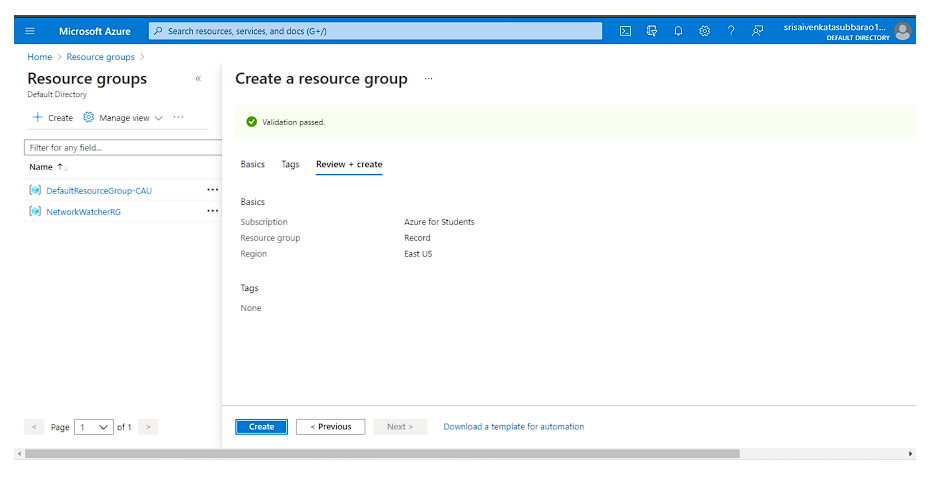 Microsoft Azure
Search resources, services, and docs (G+/)
srisaivenkatasubbarao1...
DEFAULT DIRECTORY
Home > Resource groups >
Resource groups
Default Directory
Create Manage view ...
Filter for any field...
Name ↑↓
DefaultResourceGroup-CAU ...
NetworkWatcherRG ...
< Page 1 of 1 >
Create a resource group ...
Validation passed.
Basics Tags Review + create
Basics
Subscription Azure for Students
Resource group Record
Region East US
Tags
None
Create < Previous Next > Download a template for automation